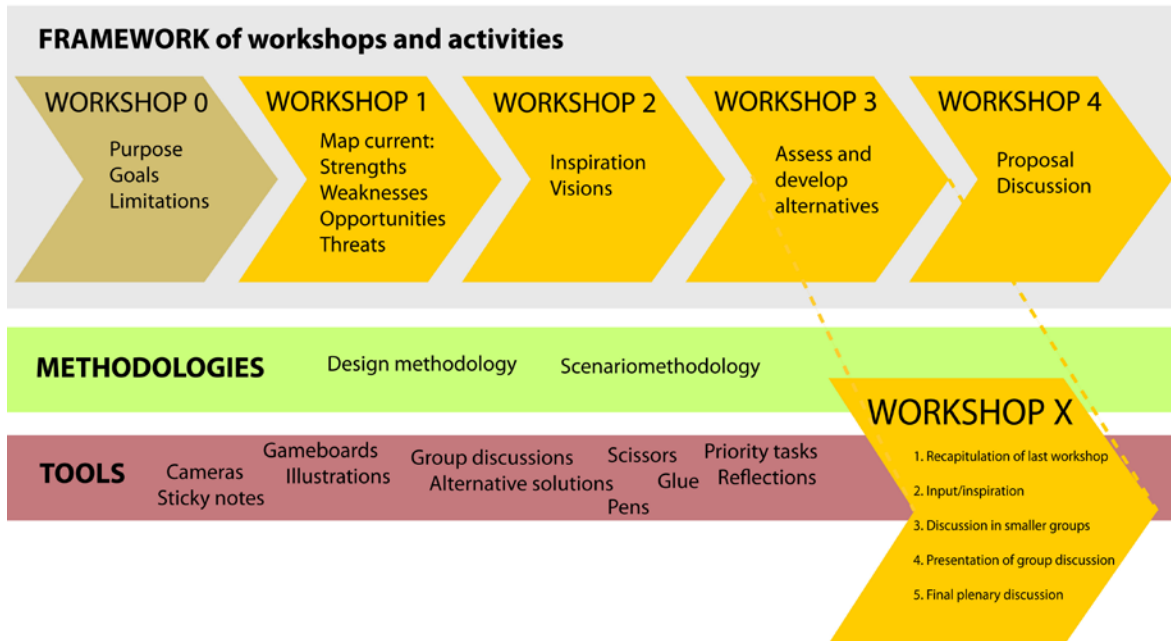 FRAMEWORK of workshops and activities
WORKSHOP 0
Purpose
Goals
Limitations
WORKSHOP 1
Map current:
Strengths
Weaknesses
Opportunities
Threats
WORKSHOP 2
Inspiration
Visions
WORKSHOP 3
Assess and
develop
alternatives
WORKSHOP 4
Proposal
Discussion
METHODOLOGIES
Design methodology
Scenariomethodology
TOOLS
Cameras
Sticky notes
Gameboards
Illustrations
Group discussions
Alternative solutions
Scissors
Glue
Pens
Priority tasks
Reflections
WORKSHOP X
1. Recapitulation of last workshop
2. Input/inspiration
3. Discussion in smaller groups
4. Presentation of group discussion
5. Final plenary discussion